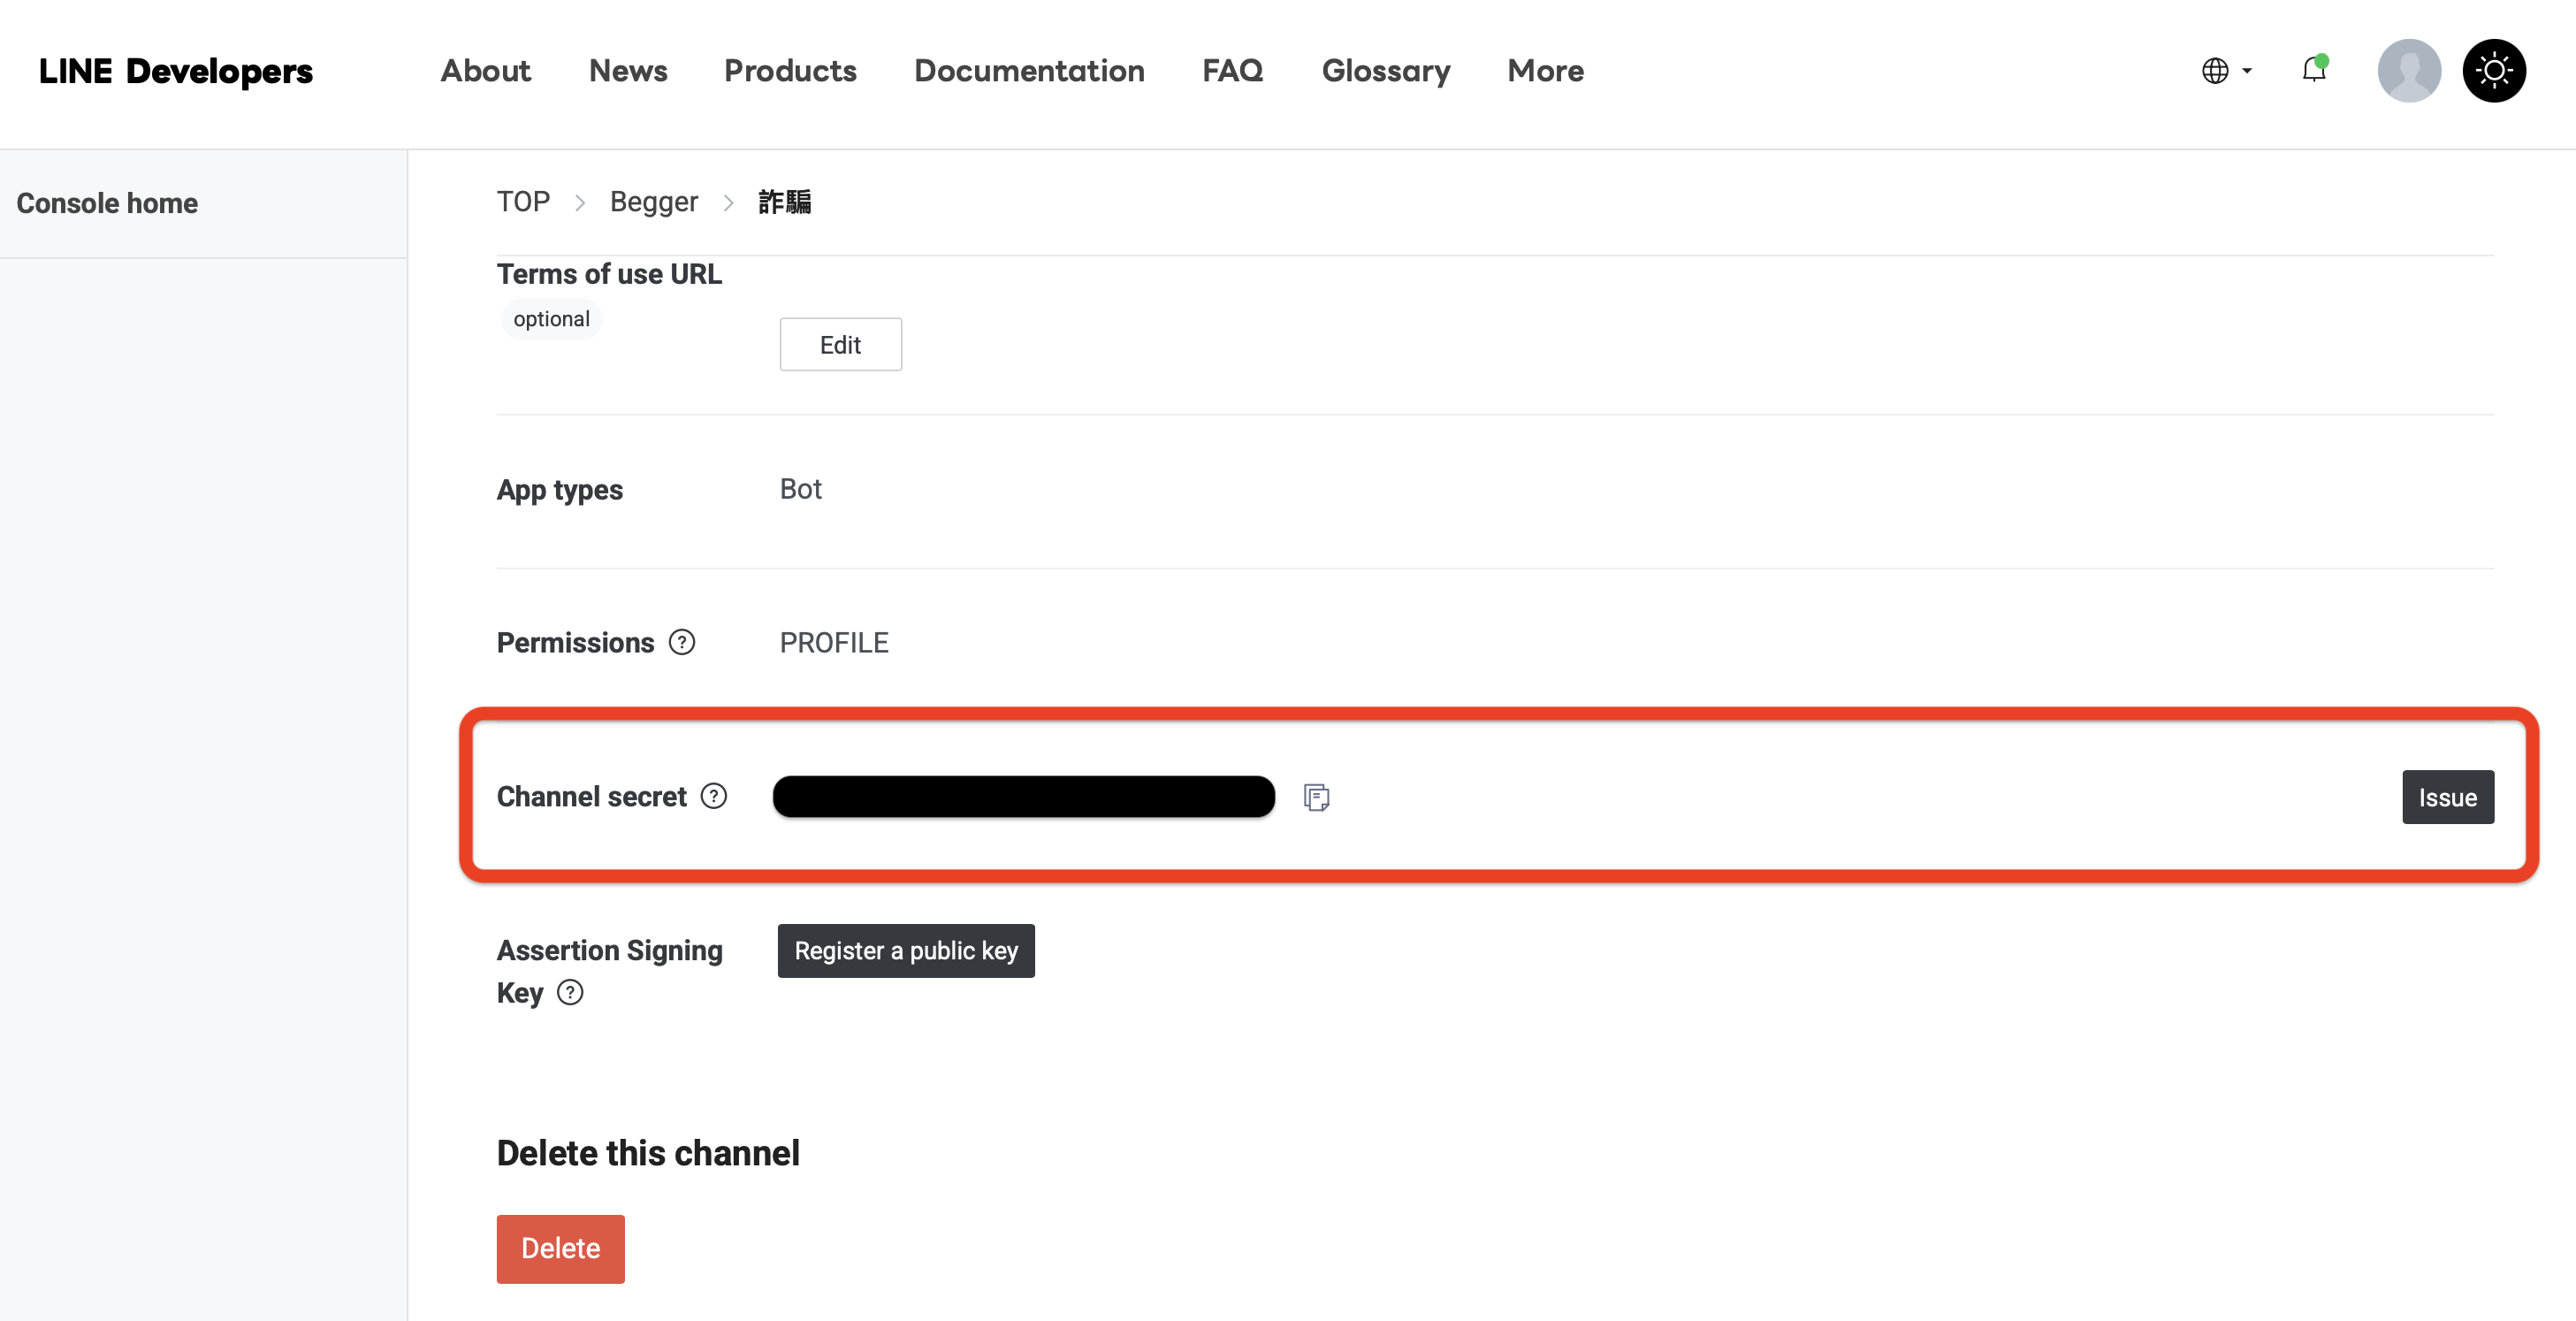 LINE Developers About News Products Documentation FAQ Glossary More
Console home
TOP > Begger > 詐騙
Terms of use URL
optional
Edit
App types Bot
Permissions ? PROFILE
Channel secret ? Issue
Assertion Signing Register a public key
Key ?
Delete this channel
Delete